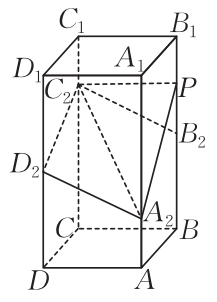 C₁ B₁
D₁ A₁
C₂ P
B₂
D₂
A₂
C B
D A